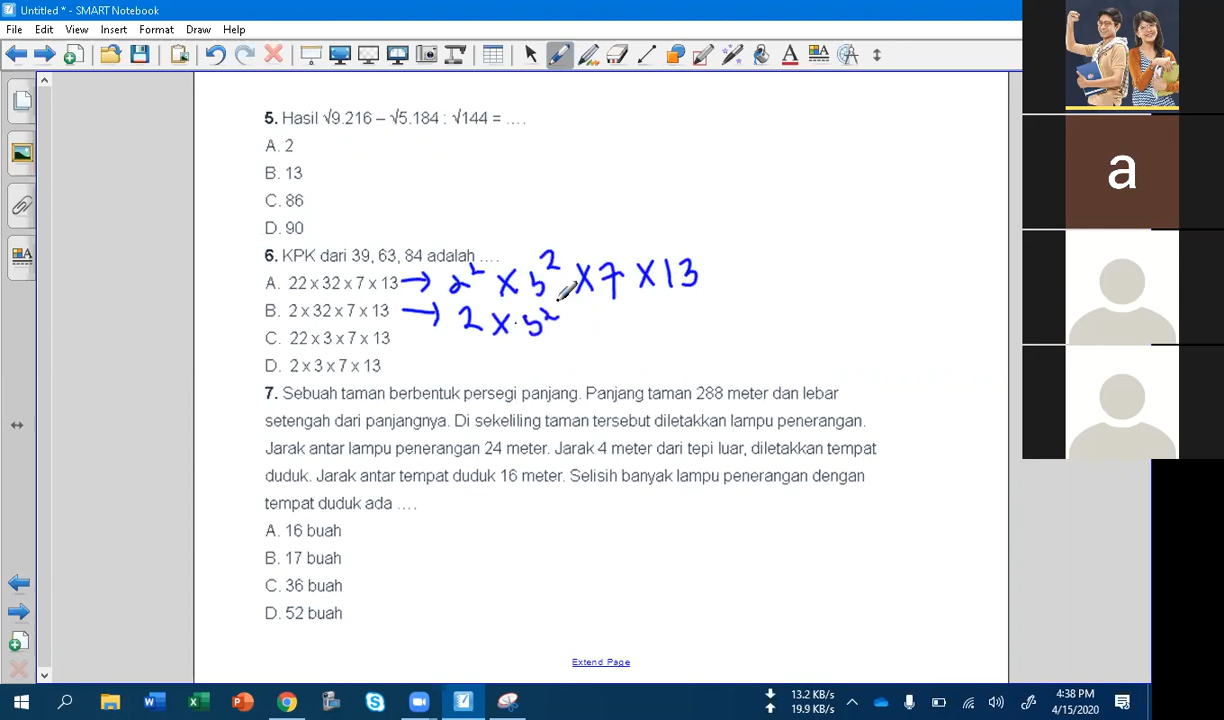 Untitled * - SMART Notebook
File Edit View Insert Format Draw Help
5. Hasil √9.216 – √5.184 : √144 = ….
A. 2
B. 13
C. 86
D. 90
6. KPK dari 39, 63, 84 adalah ….
A. 22 x 32 x 7 x 13 → 2² x 3² x 7 x 13
B. 2 x 32 x 7 x 13 → 2 x 3²
C. 22 x 3 x 7 x 13
D. 2 x 3 x 7 x 13
7. Sebuah taman berbentuk persegi panjang. Panjang taman 288 meter dan lebar
setengah dari panjangnya. Di sekeliling taman tersebut diletakkan lampu penerangan.
Jarak antar lampu penerangan 24 meter. Jarak 4 meter dari tepi luar, diletakkan tempat
duduk. Jarak antar tempat duduk 16 meter. Selisih banyak lampu penerangan dengan
tempat duduk ada ….
A. 16 buah
B. 17 buah
C. 36 buah
D. 52 buah
Extend Page
a
13.2 KB/s
19.9 KB/s
4:38 PM
4/15/2020